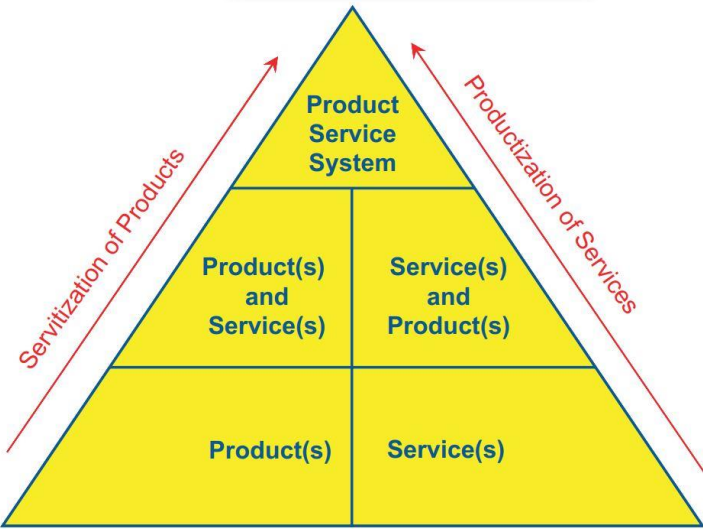 Product
Service
System
Servitization of Products
Productization of Services
Product(s)
and
Service(s)
Service(s)
and
Product(s)
Product(s)
Service(s)